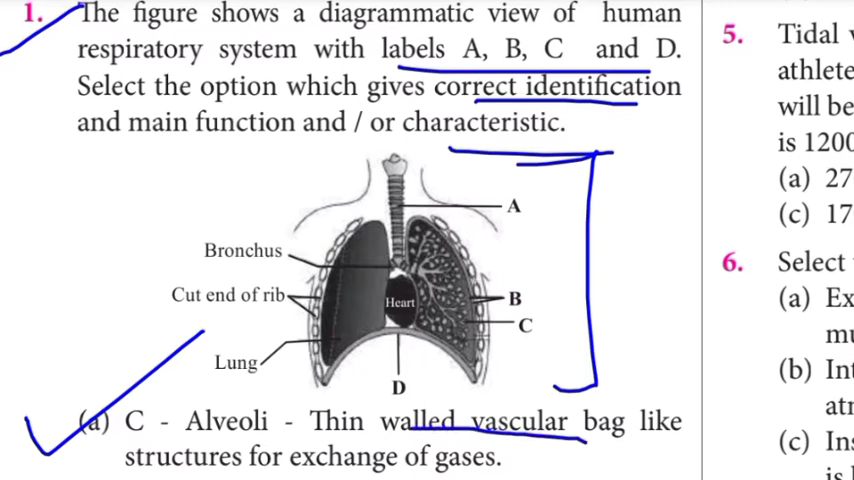 1. The figure shows a diagrammatic view of human
respiratory system with labels A, B, C and D.
Select the option which gives correct identification
and main function and / or characteristic.
A
Bronchus
Cut end of rib
Heart
B
C
Lung
D
(a) C - Alveoli - Thin walled vascular bag like
structures for exchange of gases.
5. Tidal
athlete
will be
is 1200
(a) 27
(c) 17
6. Select
(a) Ex
mu
(b) Int
atr
(c) Ins
is